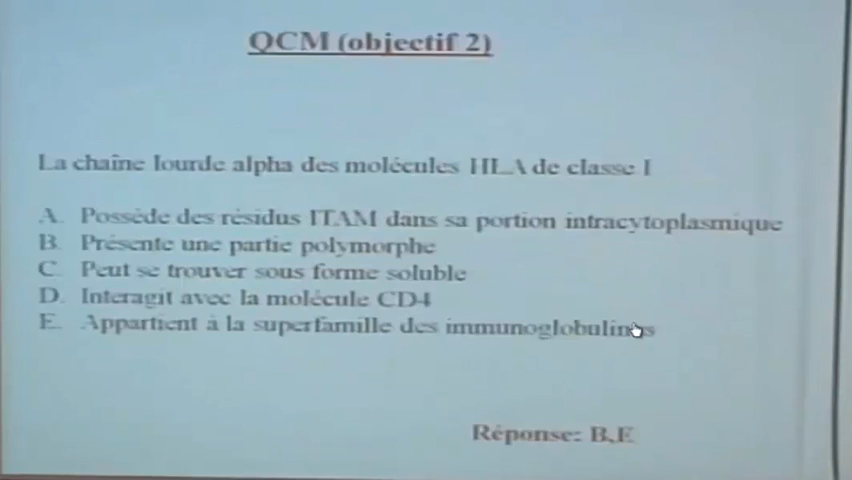 QCM (objectif 2)
La chaîne lourde alpha des molécules HLA de classe I
A. Possède des résidus ITAM dans sa portion intracytoplasmique
B. Présente une partie polymorphe
C. Peut se trouver sous forme soluble
D. Interagit avec la molécule CD4
E. Appartient à la superfamille des immunoglobulines
Réponse: B,E